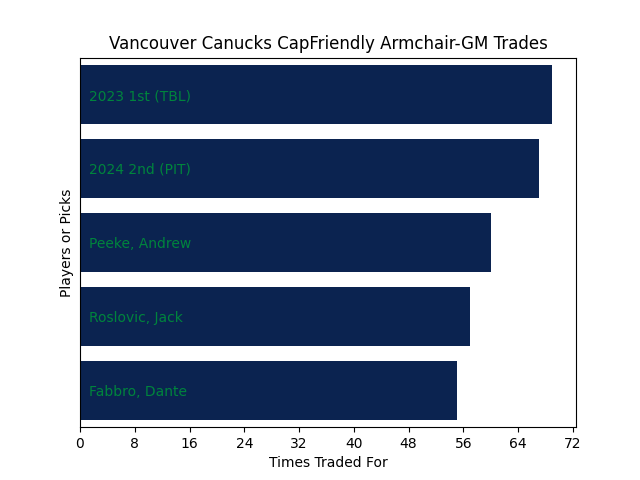 Vancouver Canucks CapFriendly Armchair-GM Trades
Players or Picks
2023 1st (TBL)
2024 2nd (PIT)
Peeke, Andrew
Roslovic, Jack
Fabbro, Dante
0 8 16 24 32 40 48 56 64 72
Times Traded For